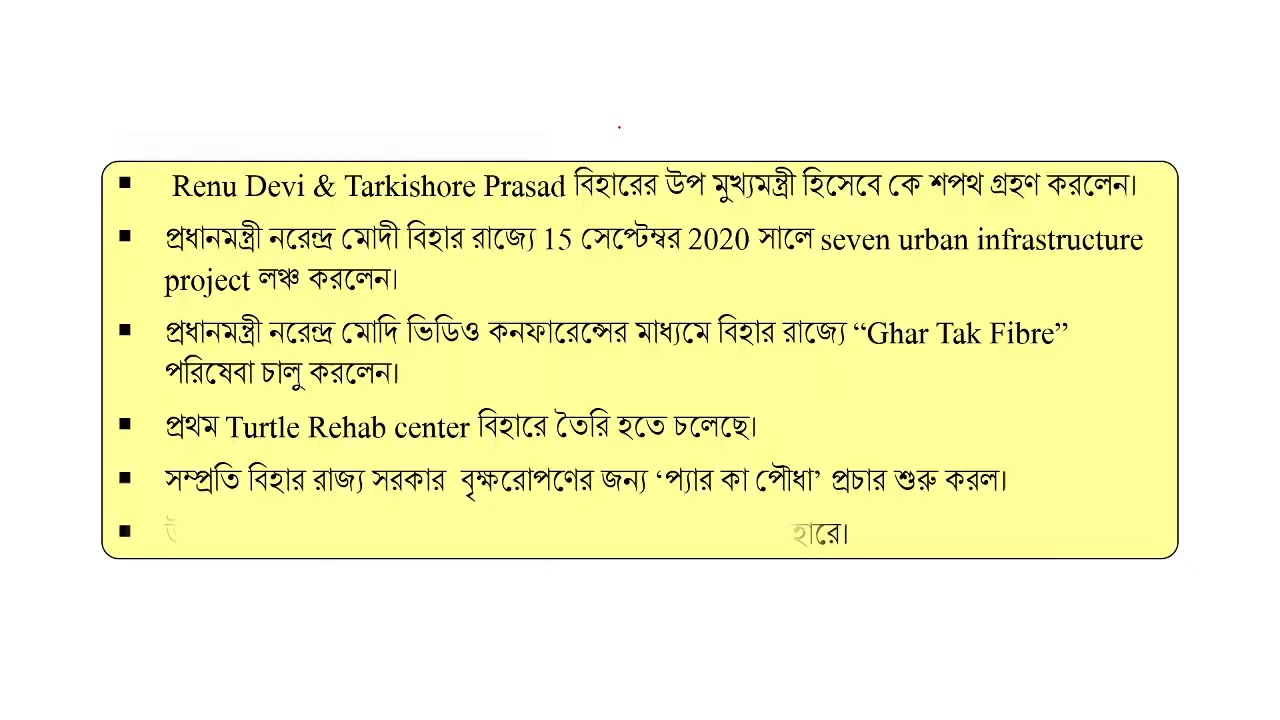 ▪ Renu Devi & Tarkishore Prasad বিহারের উপ মুখ্যমন্ত্রী হিসেবে কে শপথ গ্রহণ করলেন।
▪ প্রধানমন্ত্রী নরেন্দ্র মোদী বিহার রাজ্যে 15 সেপ্টেম্বর 2020 সালে seven urban infrastructure
project লঞ্চ করলেন।
▪ প্রধানমন্ত্রী নরেন্দ্র মোদি ভিডিও কনফারেন্সের মাধ্যমে বিহার রাজ্যে “Ghar Tak Fibre”
পরিষেবা চালু করলেন।
▪ প্রথম Turtle Rehab center বিহারে তৈরি হতে চলেছে।
▪ সম্প্রতি বিহার রাজ্য সরকার বৃক্ষরোপণের জন্য ‘প্যার কা পৌধা’ প্রচার শুরু করল।
▪ হারে।